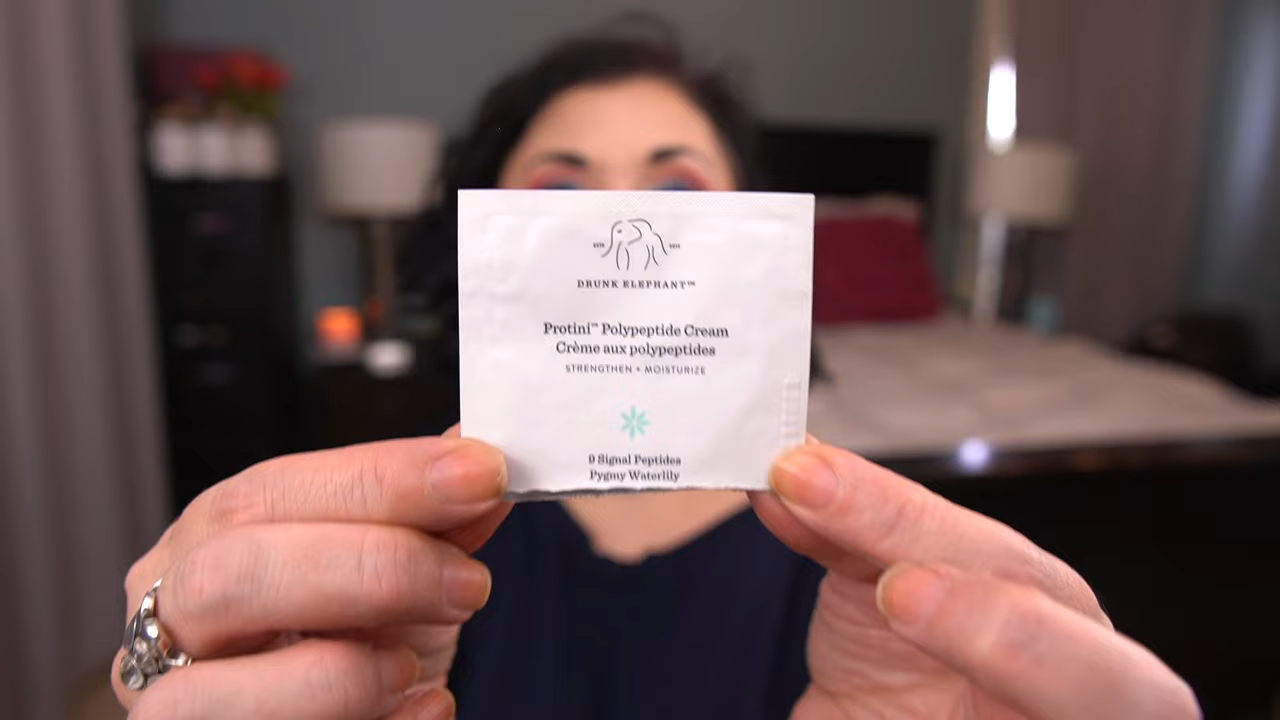 DRUNK ELEPHANT™
Protini™ Polypeptide Cream
Crème aux polypeptides
STRENGTHEN + MOISTURIZE
9 Signal Peptides
Pygmy Waterlily